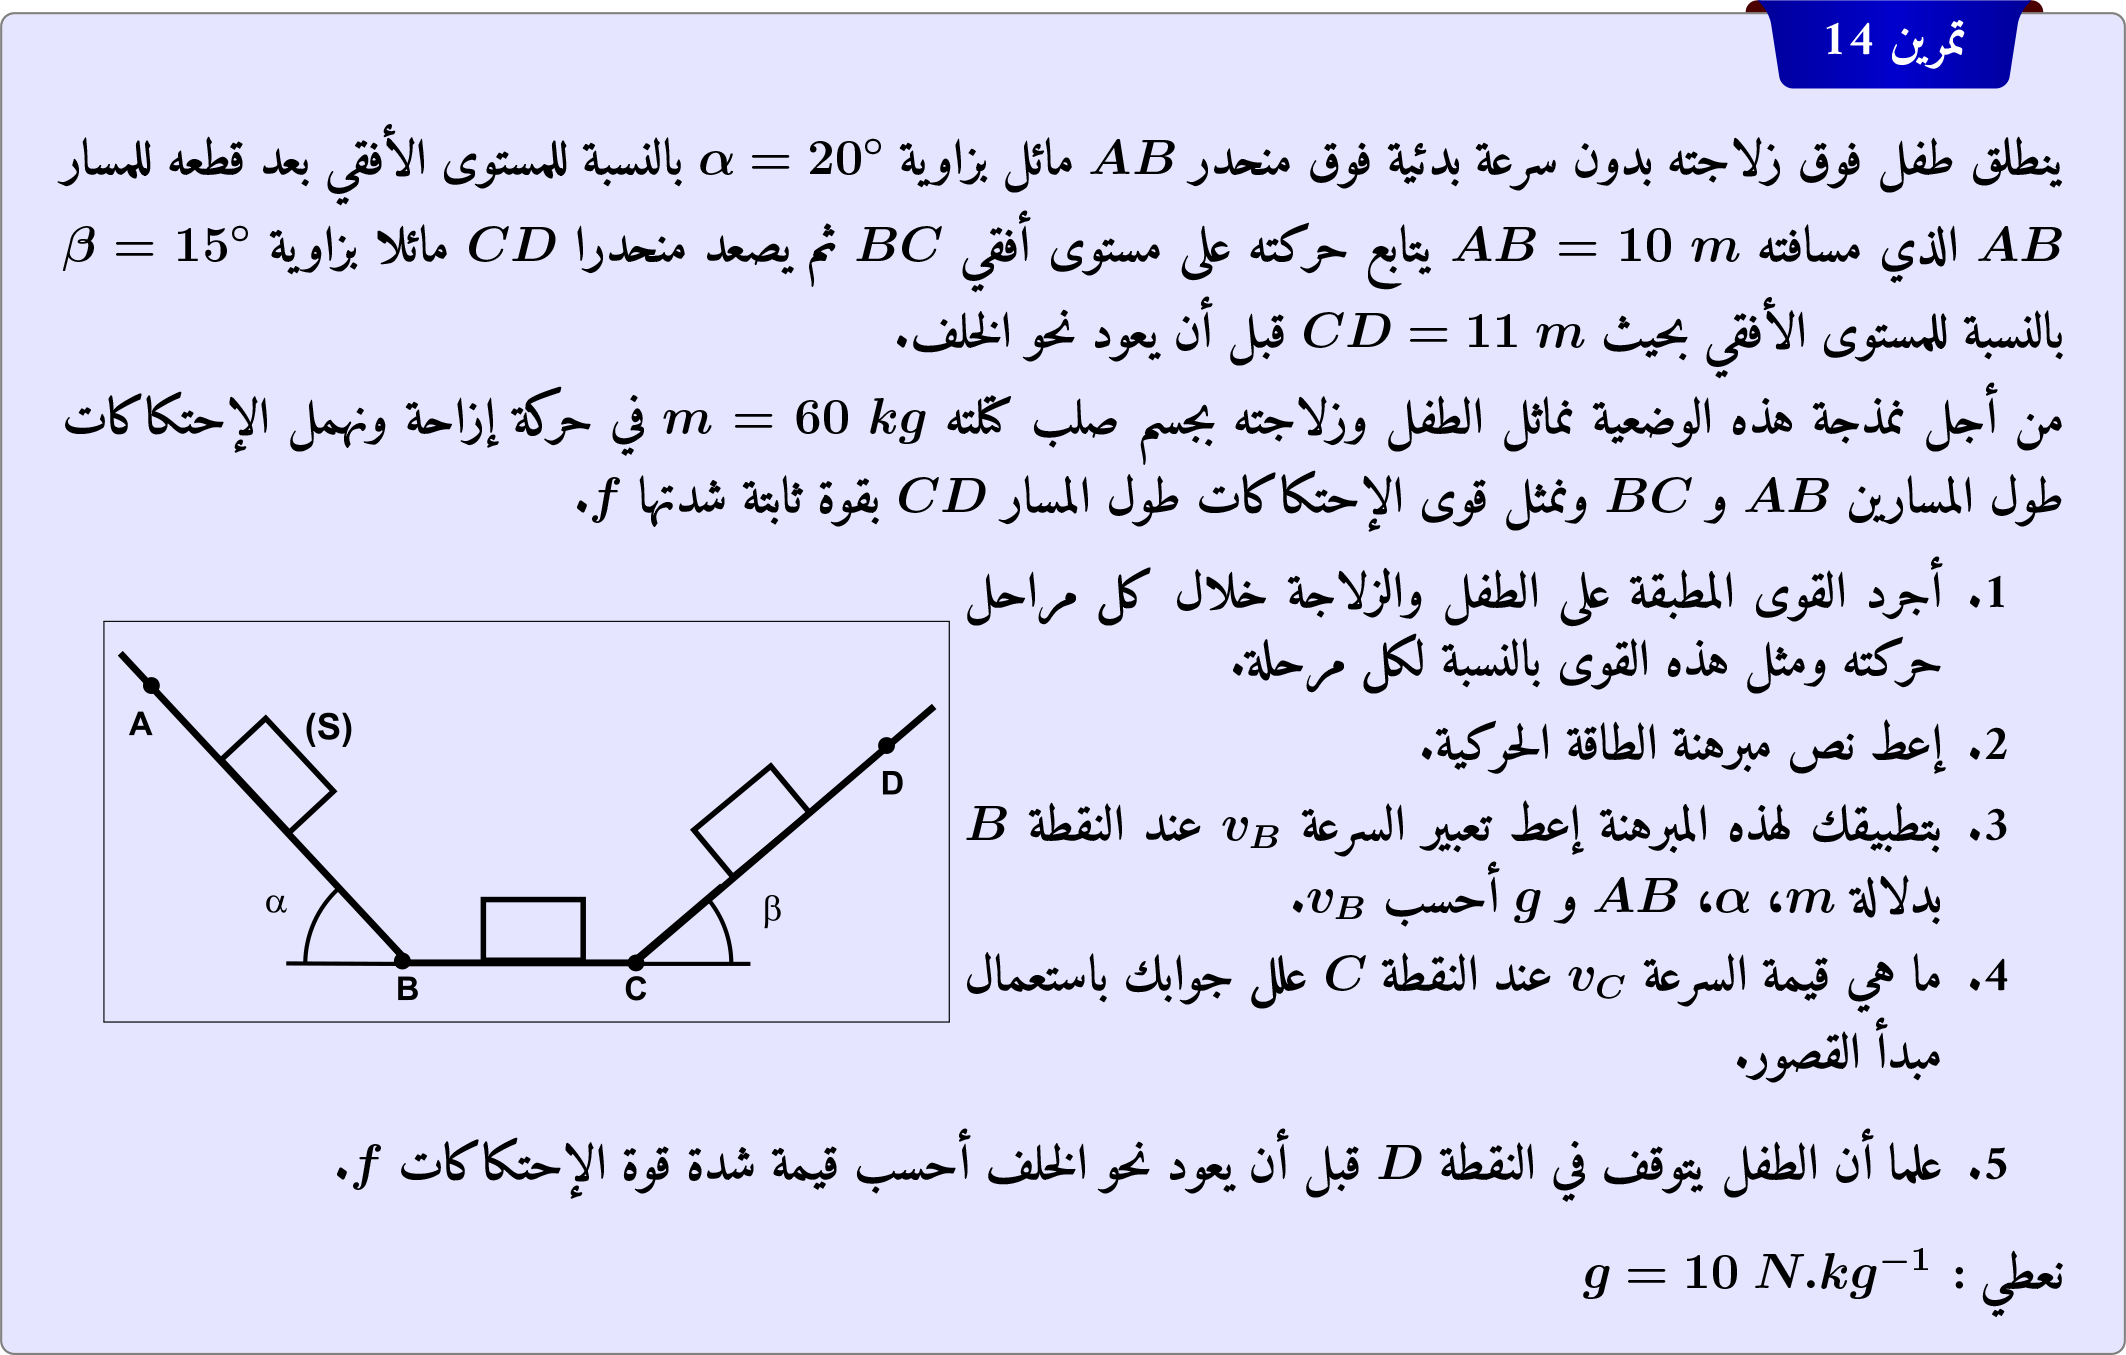 تمرين 14
ينطلق طفل فوق زلاجته بدون سرعة بدئية فوق منحدر AB مائل بزاوية α = 20° بالنسبة للمستوى الأفقي بعد قطعه للمسار
AB الذي مسافته AB = 10 m يتابع حركته على مستوى أفقي BC ثم يصعد منحدرا CD مائلا بزاوية β = 15°
بالنسبة للمستوى الأفقي بحيث CD = 11 m قبل أن يعود نحو الخلف.
من أجل نمذجة هذه الوضعية نماثل الطفل وزلاجته بجسم صلب كتلته m = 60 kg في حركة إزاحة ونهمل الإحتكاكات
طول المسارين AB و BC ونمثل قوى الإحتكاكات طول المسار CD بقوة ثابتة شدتها f.
1. أجرد القوى المطبقة على الطفل والزلاجة خلال كل مراحل
حركته ومثل هذه القوى بالنسبة لكل مرحلة.
2. إعط نص مبرهنة الطاقة الحركية.
3. بتطبيقك لهذه المبرهنة إعط تعبير السرعة v_B عند النقطة B
بدلالة m، α، AB و g أحسب v_B.
4. ما هي قيمة السرعة v_C عند النقطة C علل جوابك باستعمال
مبدأ القصور.
A
(S)
D
α
β
B
C
5. علما أن الطفل يتوقف في النقطة D قبل أن يعود نحو الخلف أحسب قيمة شدة قوة الإحتكاكات f.
نعطي : g = 10 N.kg⁻¹